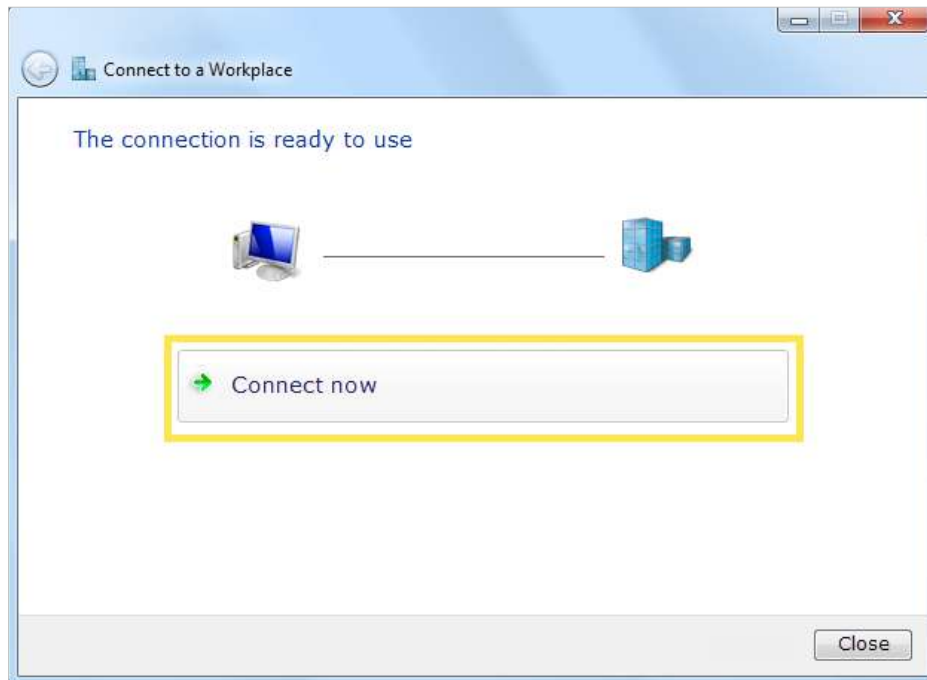 Connect to a Workplace
The connection is ready to use
Connect now
Close